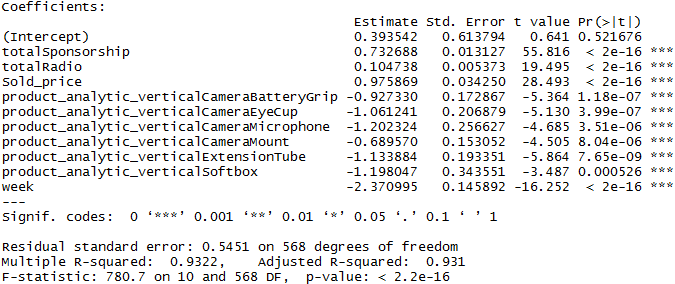 Coefficients:
Estimate Std. Error t value Pr(>|t|)
(Intercept) 0.393542 0.613794 0.641 0.521676
totalSponsorship 0.732688 0.013127 55.816 < 2e-16 ***
totalRadio 0.104738 0.005373 19.495 < 2e-16 ***
Sold_price 0.975869 0.034250 28.493 < 2e-16 ***
product_analytic_verticalCameraBatteryGrip -0.927330 0.172867 -5.364 1.18e-07 ***
product_analytic_verticalCameraEyeCup -1.061241 0.206879 -5.130 3.99e-07 ***
product_analytic_verticalCameraMicrophone -1.202324 0.256627 -4.685 3.51e-06 ***
product_analytic_verticalCameraMount -0.689570 0.153052 -4.505 8.04e-06 ***
product_analytic_verticalExtensionTube -1.133884 0.193351 -5.864 7.65e-09 ***
product_analytic_verticalSoftbox -1.198047 0.343551 -3.487 0.000526 ***
week -2.370995 0.145892 -16.252 < 2e-16 ***
---
Signif. codes: 0 ‘***’ 0.001 ‘**’ 0.01 ‘*’ 0.05 ‘.’ 0.1 ‘ ’ 1
Residual standard error: 0.5451 on 568 degrees of freedom
Multiple R-squared: 0.9322, Adjusted R-squared: 0.931
F-statistic: 780.7 on 10 and 568 DF, p-value: < 2.2e-16